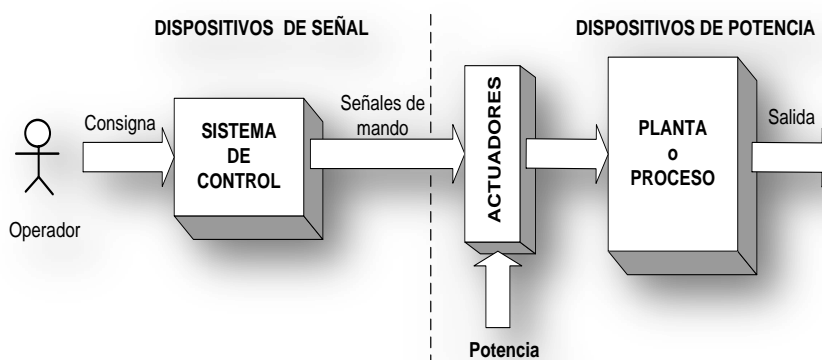 DISPOSITIVOS DE SEÑAL
DISPOSITIVOS DE POTENCIA
Operador
Consigna
SISTEMA
DE
CONTROL
Señales de
mando
ACTUADORES
Potencia
PLANTA
o
PROCESO
Salida